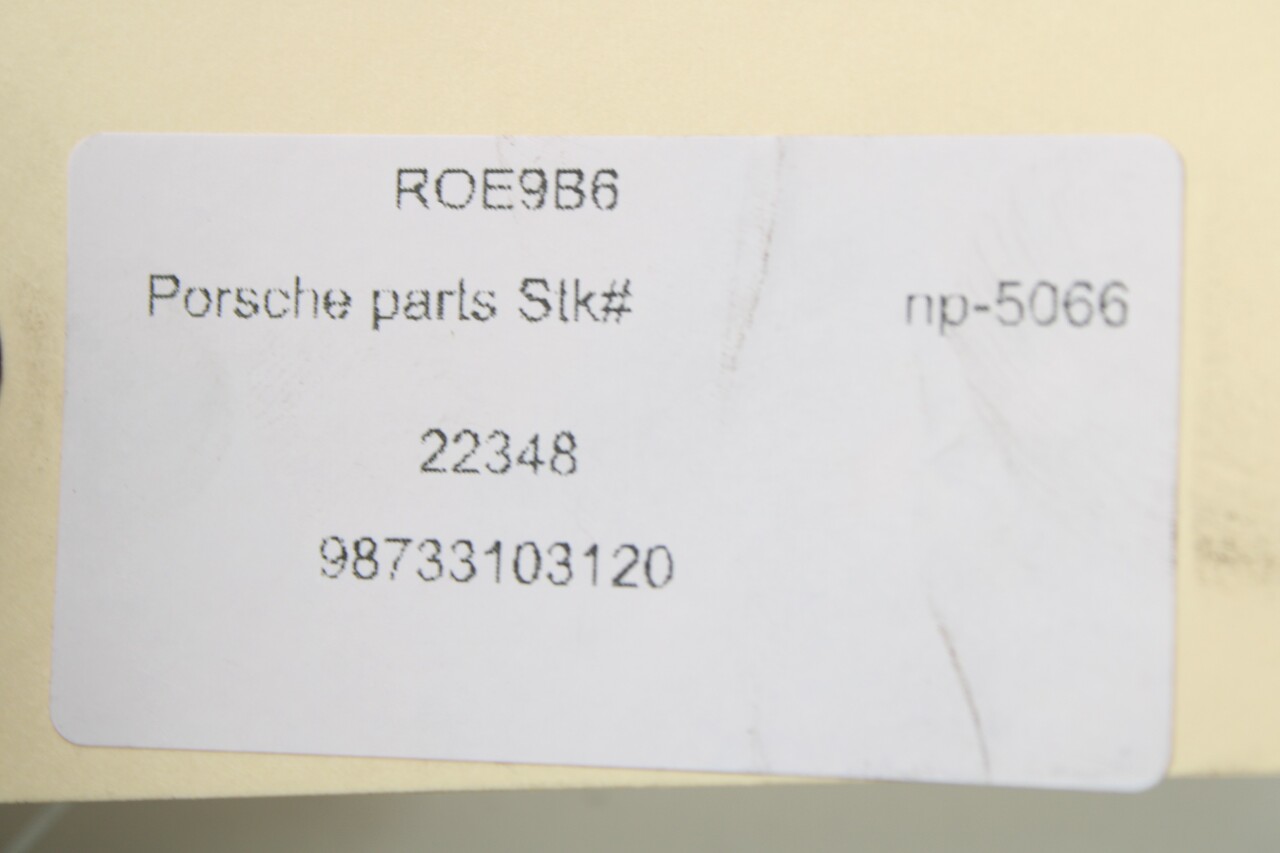 ROE9B6
Porsche parts Stk# np-5066
22348
98733103120